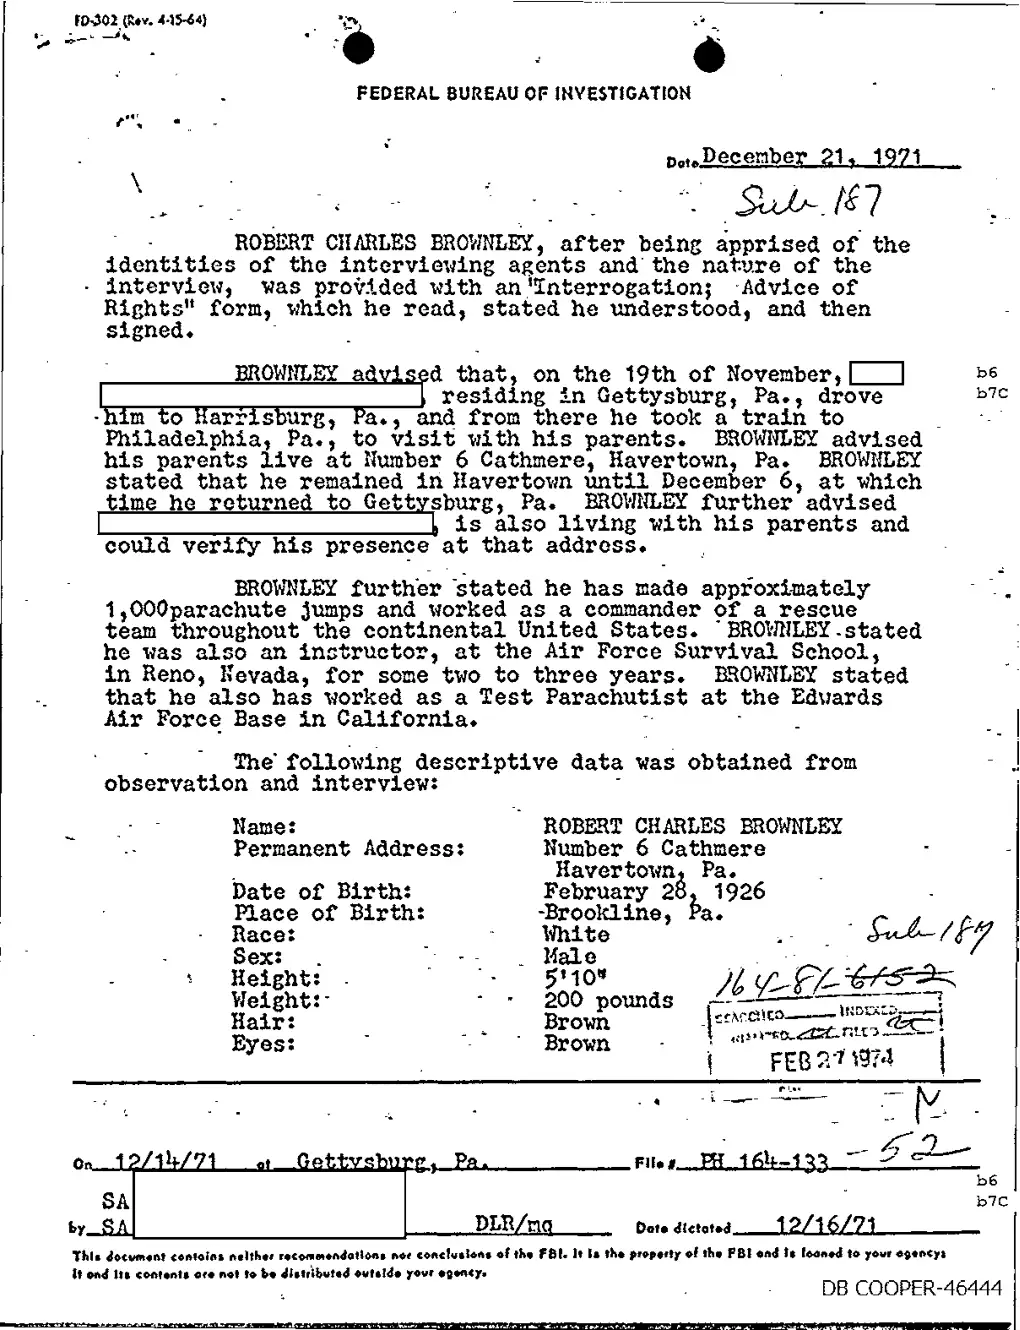 FD-302 (Rev. 4-15-64)
FEDERAL BUREAU OF INVESTIGATION
Date December 21, 1971
Sub. 187
ROBERT CHARLES BROWNLEY, after being apprised of the
identities of the interviewing agents and the nature of the
interview, was provided with an "Interrogation; Advice of
Rights" form, which he read, stated he understood, and then
signed.
BROWNLEY advised that, on the 19th of November,
b6
, residing in Gettysburg, Pa., drove
b7C
him to Harrisburg, Pa., and from there he took a train to
Philadelphia, Pa., to visit with his parents. BROWNLEY advised
his parents live at Number 6 Cathmere, Havertown, Pa. BROWNLEY
stated that he remained in Havertown until December 6, at which
time he returned to Gettysburg, Pa. BROWNLEY further advised
, is also living with his parents and
could verify his presence at that address.
BROWNLEY further stated he has made approximately
1,000parachute jumps and worked as a commander of a rescue
team throughout the continental United States. BROWNLEY stated
he was also an instructor, at the Air Force Survival School,
in Reno, Nevada, for some two to three years. BROWNLEY stated
that he also has worked as a Test Parachutist at the Edwards
Air Force Base in California.
The following descriptive data was obtained from
observation and interview:
Name: ROBERT CHARLES BROWNLEY
Permanent Address: Number 6 Cathmere
Havertown, Pa.
Date of Birth: February 28, 1926
Place of Birth: Brookline, Pa.
Race: White
Sex: Male
Height: 5'10"
Weight: 200 pounds
Hair: Brown
Eyes: Brown
Sub 187
164-81-6152
SEARCHED INDEXED
FILED
FEB 27 1974
N
52
On 12/14/71 at Gettysburg, Pa. File # PH 164-133
b6
SA
b7C
by SA DLR/mq Date dictated 12/16/71
This document contains neither recommendations nor conclusions of the FBI. It is the property of the FBI and is loaned to your agency;
it and its contents are not to be distributed outside your agency.
DB COOPER-46444